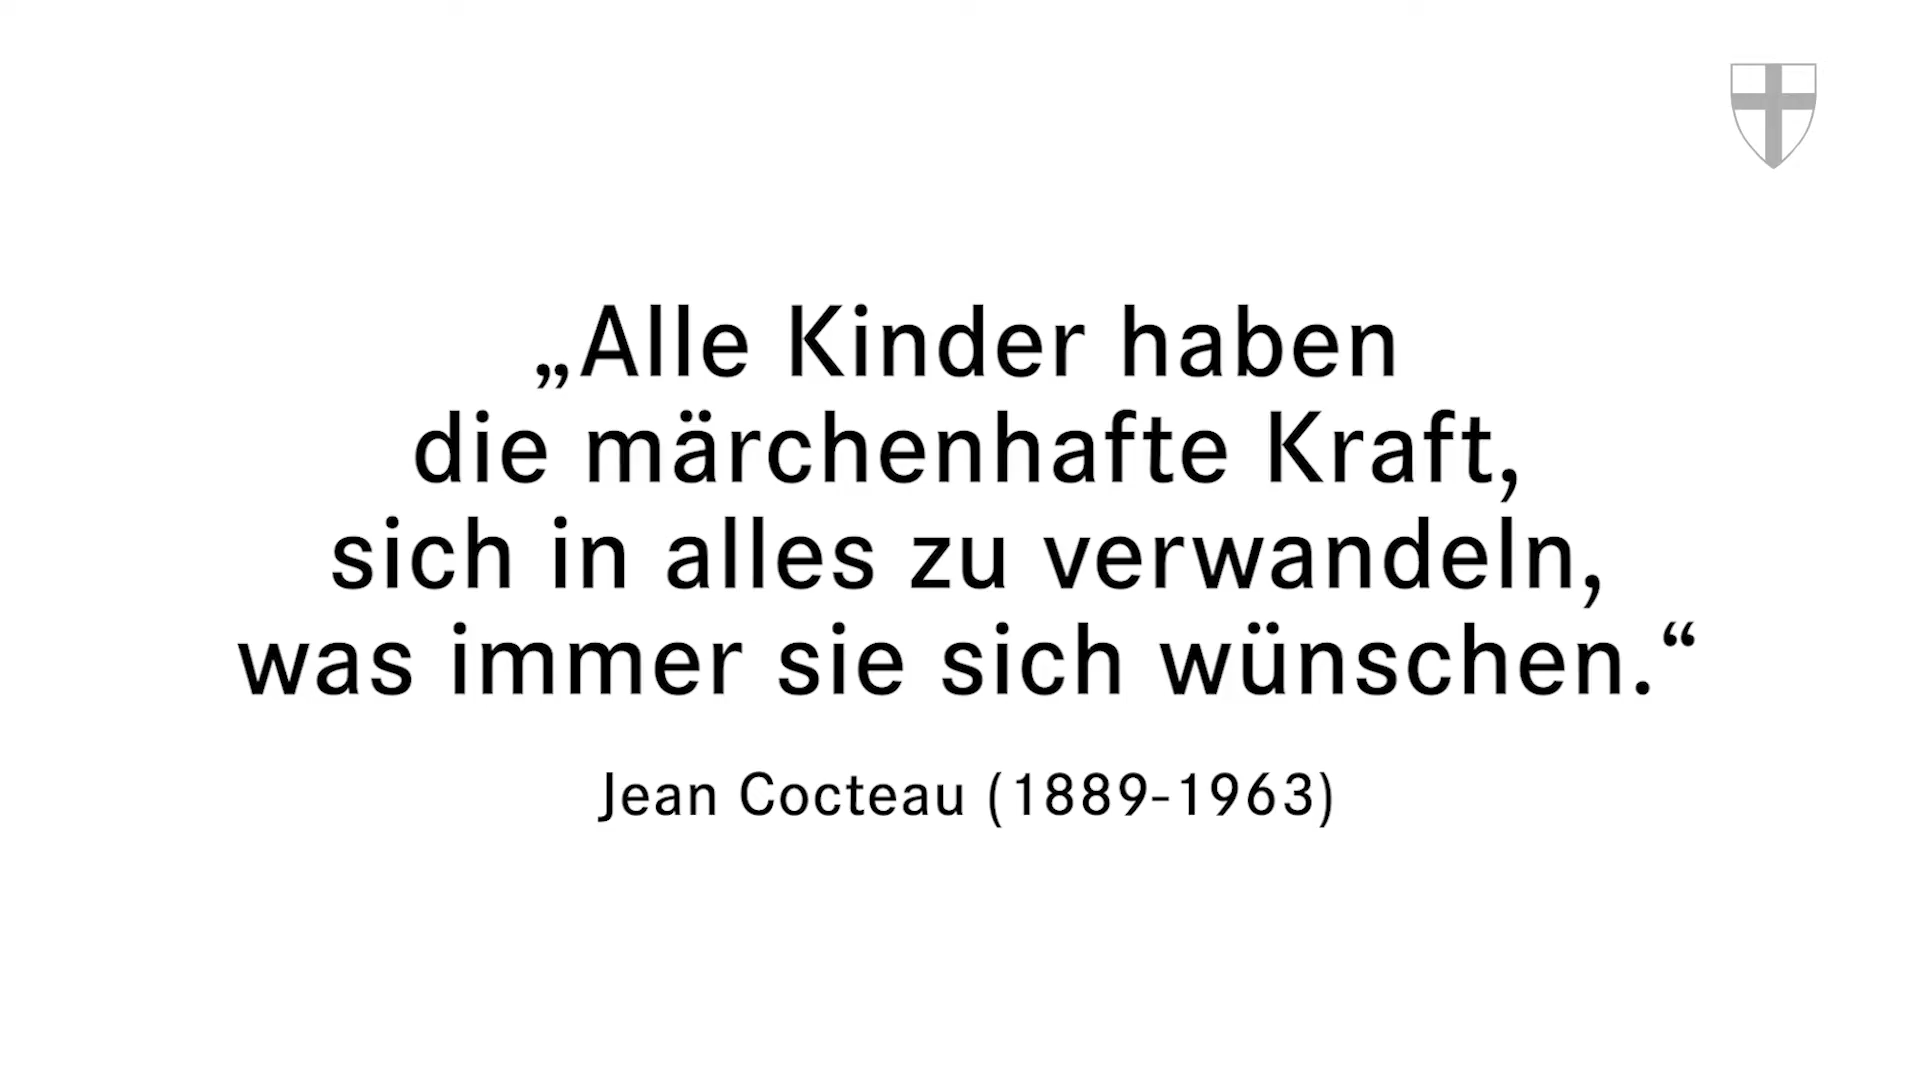 „Alle Kinder haben
die märchenhafte Kraft,
sich in alles zu verwandeln,
was immer sie sich wünschen.“
Jean Cocteau (1889-1963)